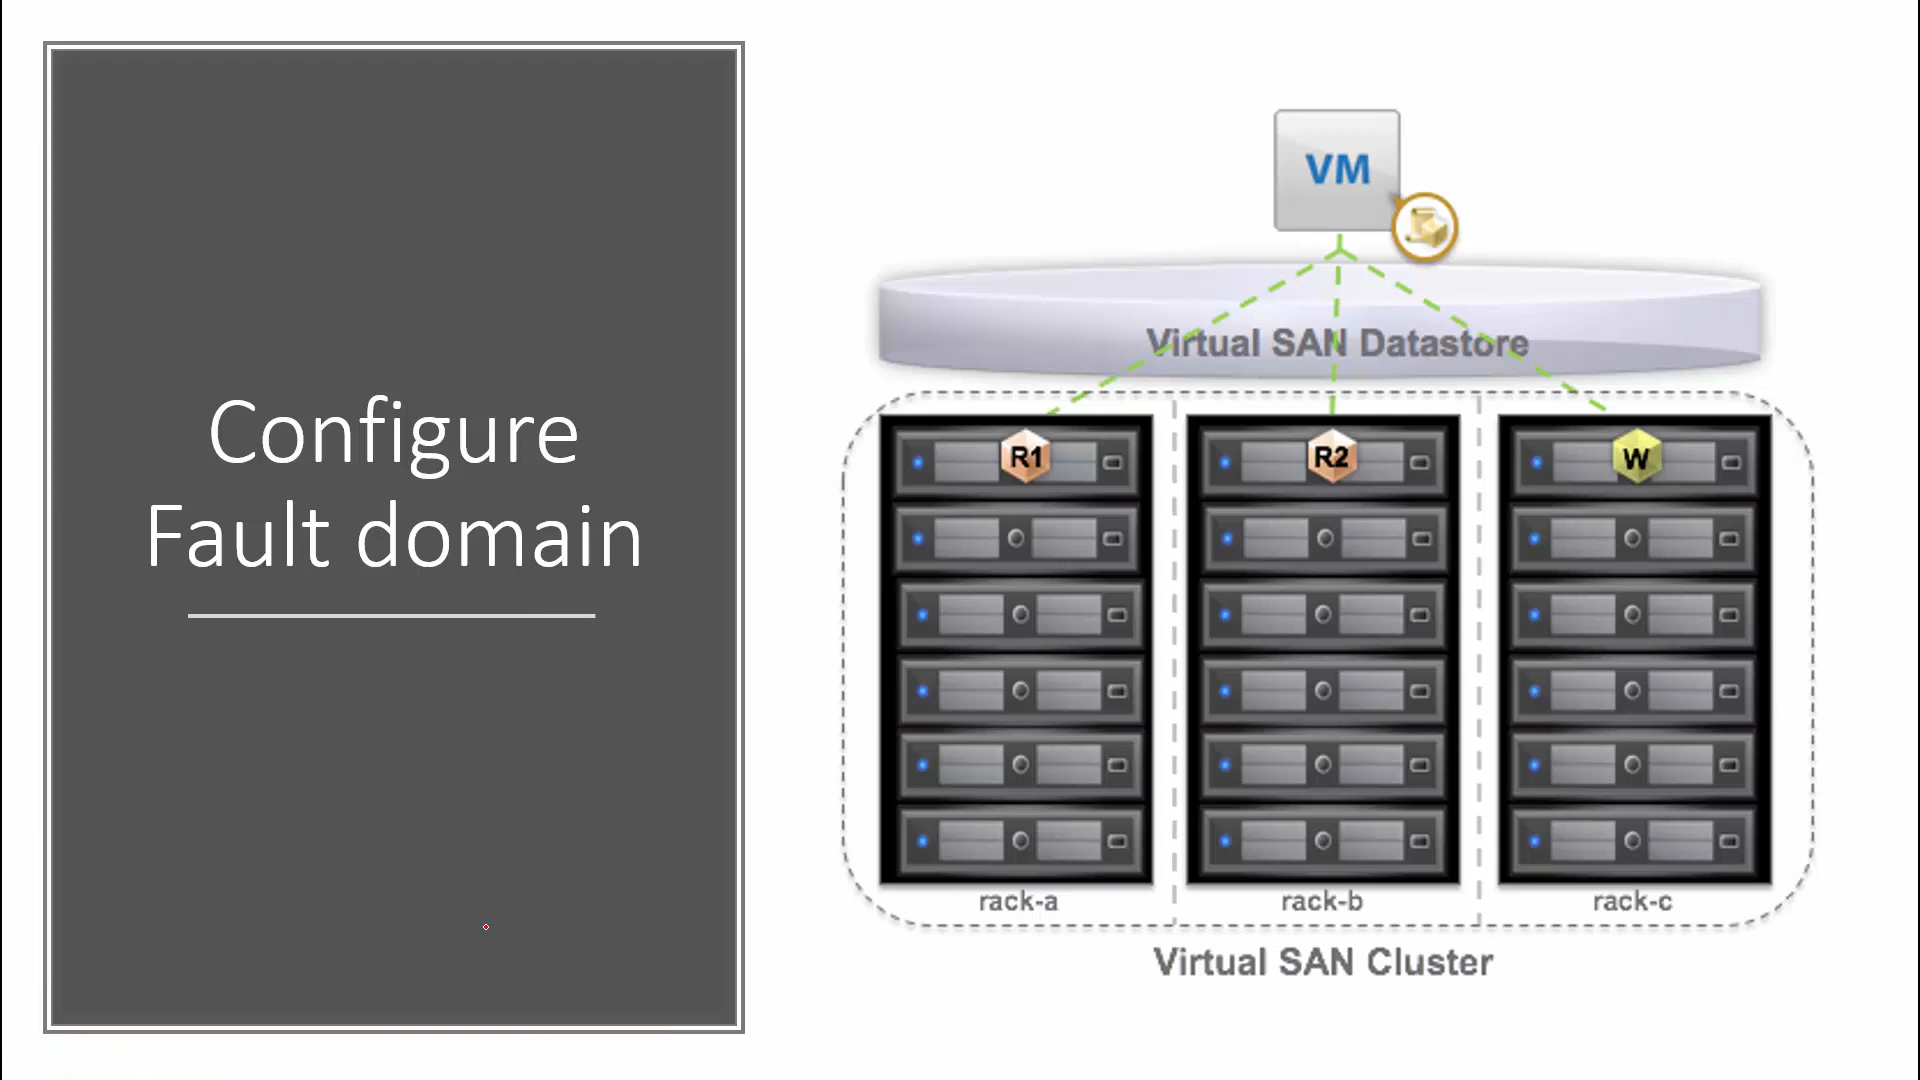 Configure
Fault domain
VM
Virtual SAN Datastore
R1
R2
W
rack-a
rack-b
rack-c
Virtual SAN Cluster